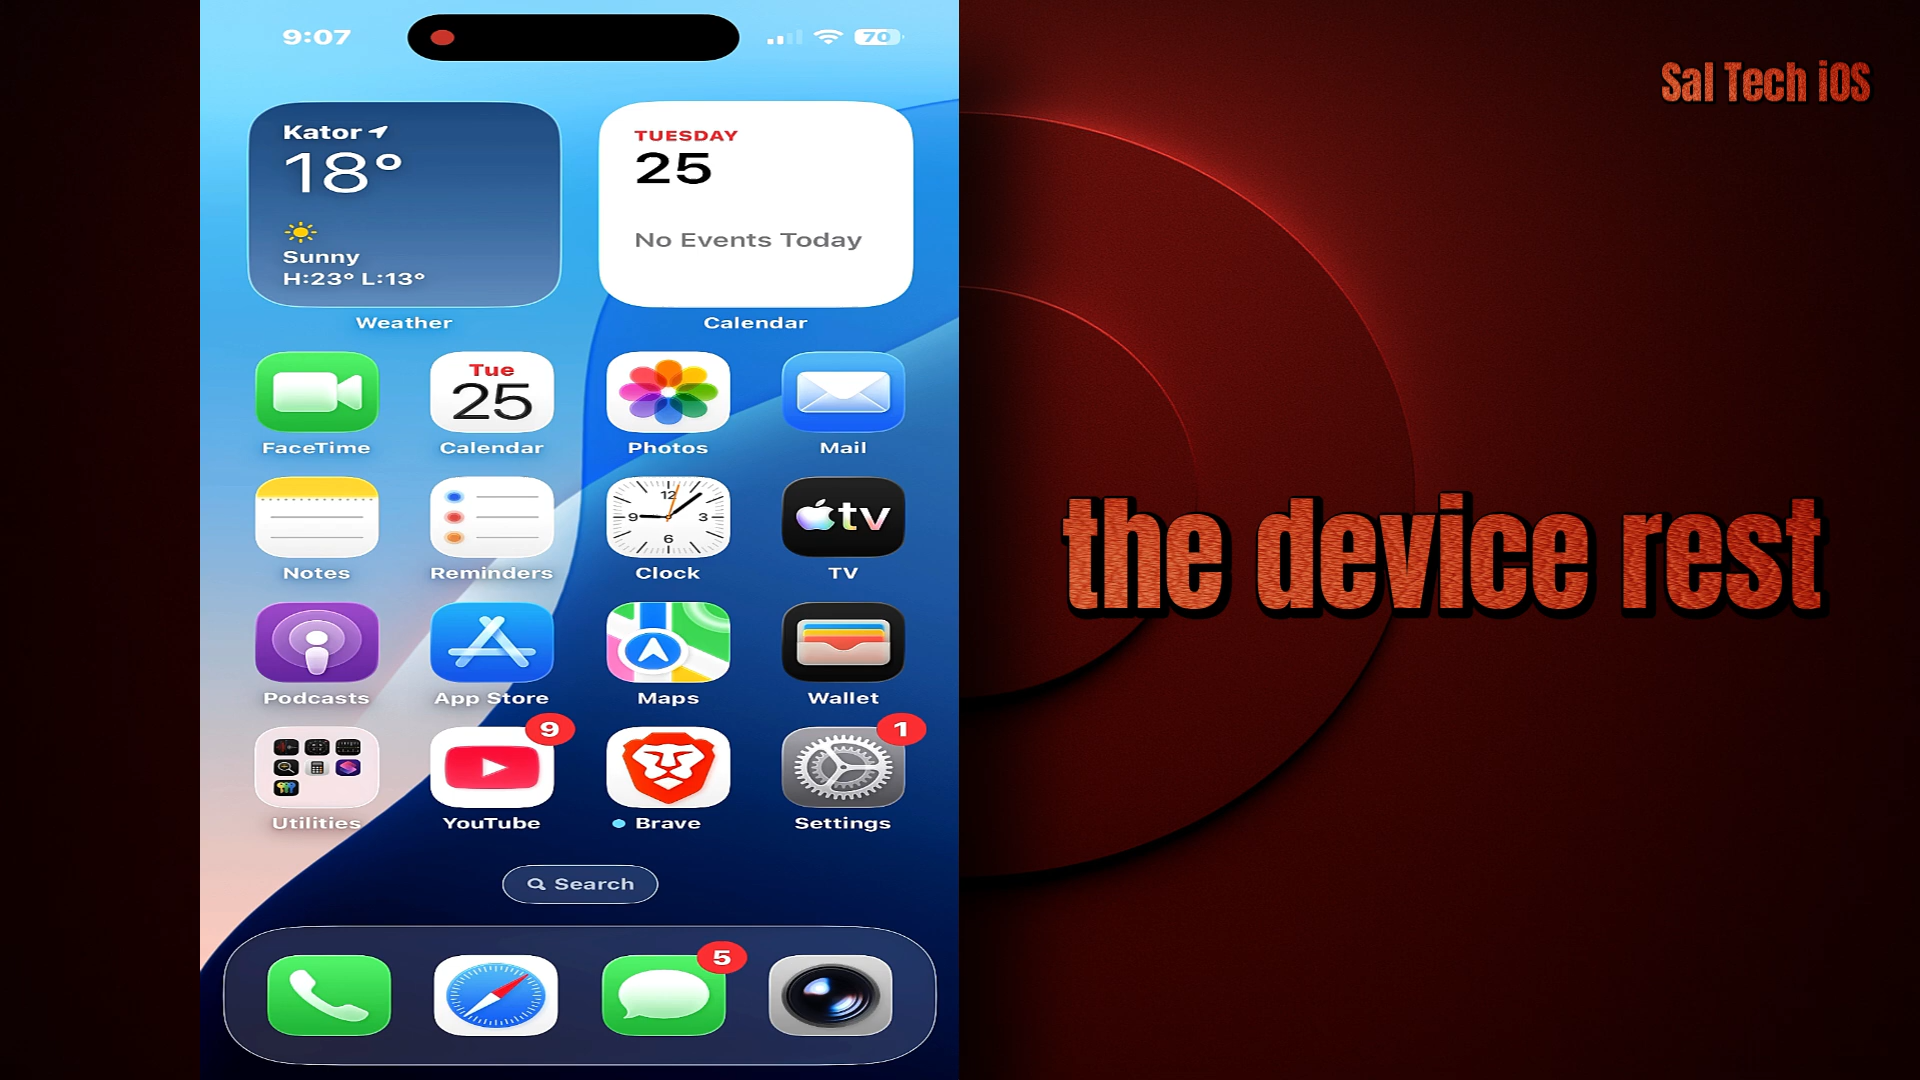 9:07
70
Sal Tech iOS
Kator
18°
Sunny
H:23° L:13°
Weather
TUESDAY
25
No Events Today
Calendar
FaceTime
Tue
25
Calendar
Photos
Mail
Notes
Reminders
12
9
3
6
Clock
tv
TV
the device rest
Podcasts
App Store
Maps
Wallet
Utilities
9
YouTube
Brave
1
Settings
Search
5